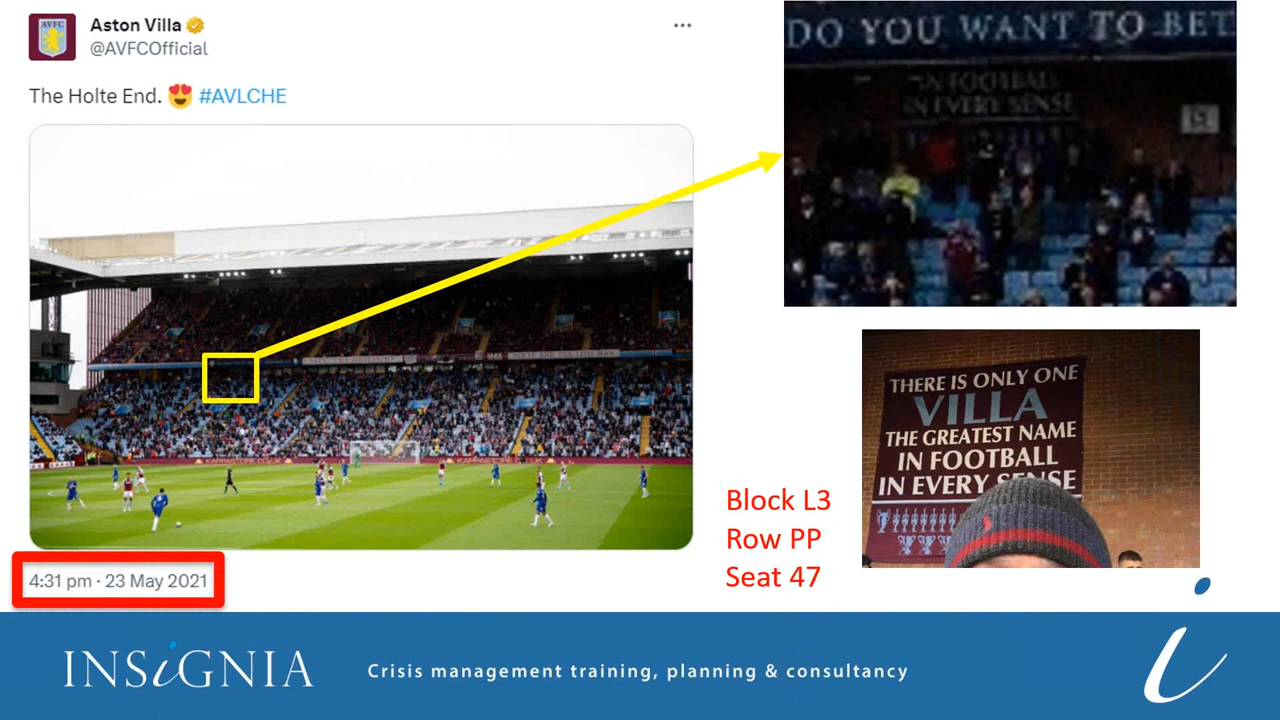 Aston Villa
@AVFCOfficial
The Holte End. 😍 #AVLCHE
4:31 pm · 23 May 2021
DO YOU WANT TO BET
IN FOOTBALL
IN EVERY SENSE
THERE IS ONLY ONE
VILLA
THE GREATEST NAME
IN FOOTBALL
IN EVERY SENSE
Block L3
Row PP
Seat 47
INSiGNIA
Crisis management training, planning & consultancy
i